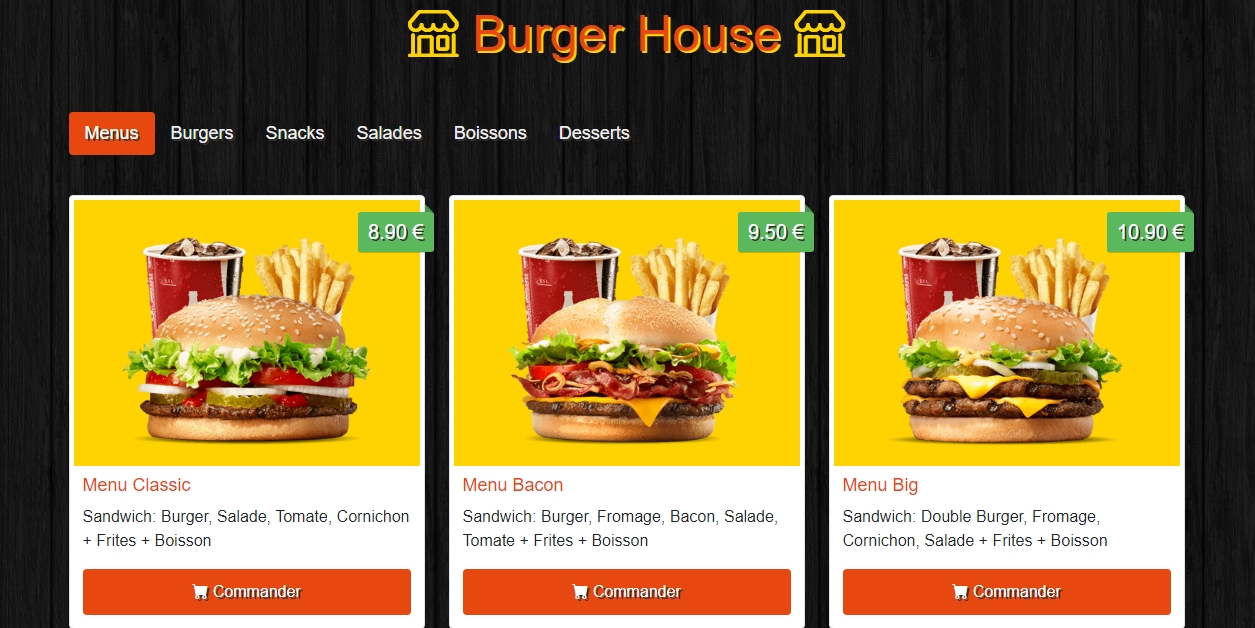 Burger House
Menus Burgers Snacks Salades Boissons Desserts
8.90 €
Menu Classic
Sandwich: Burger, Salade, Tomate, Cornichon
+ Frites + Boisson
Commander
9.50 €
Menu Bacon
Sandwich: Burger, Fromage, Bacon, Salade,
Tomate + Frites + Boisson
Commander
10.90 €
Menu Big
Sandwich: Double Burger, Fromage,
Cornichon, Salade + Frites + Boisson
Commander